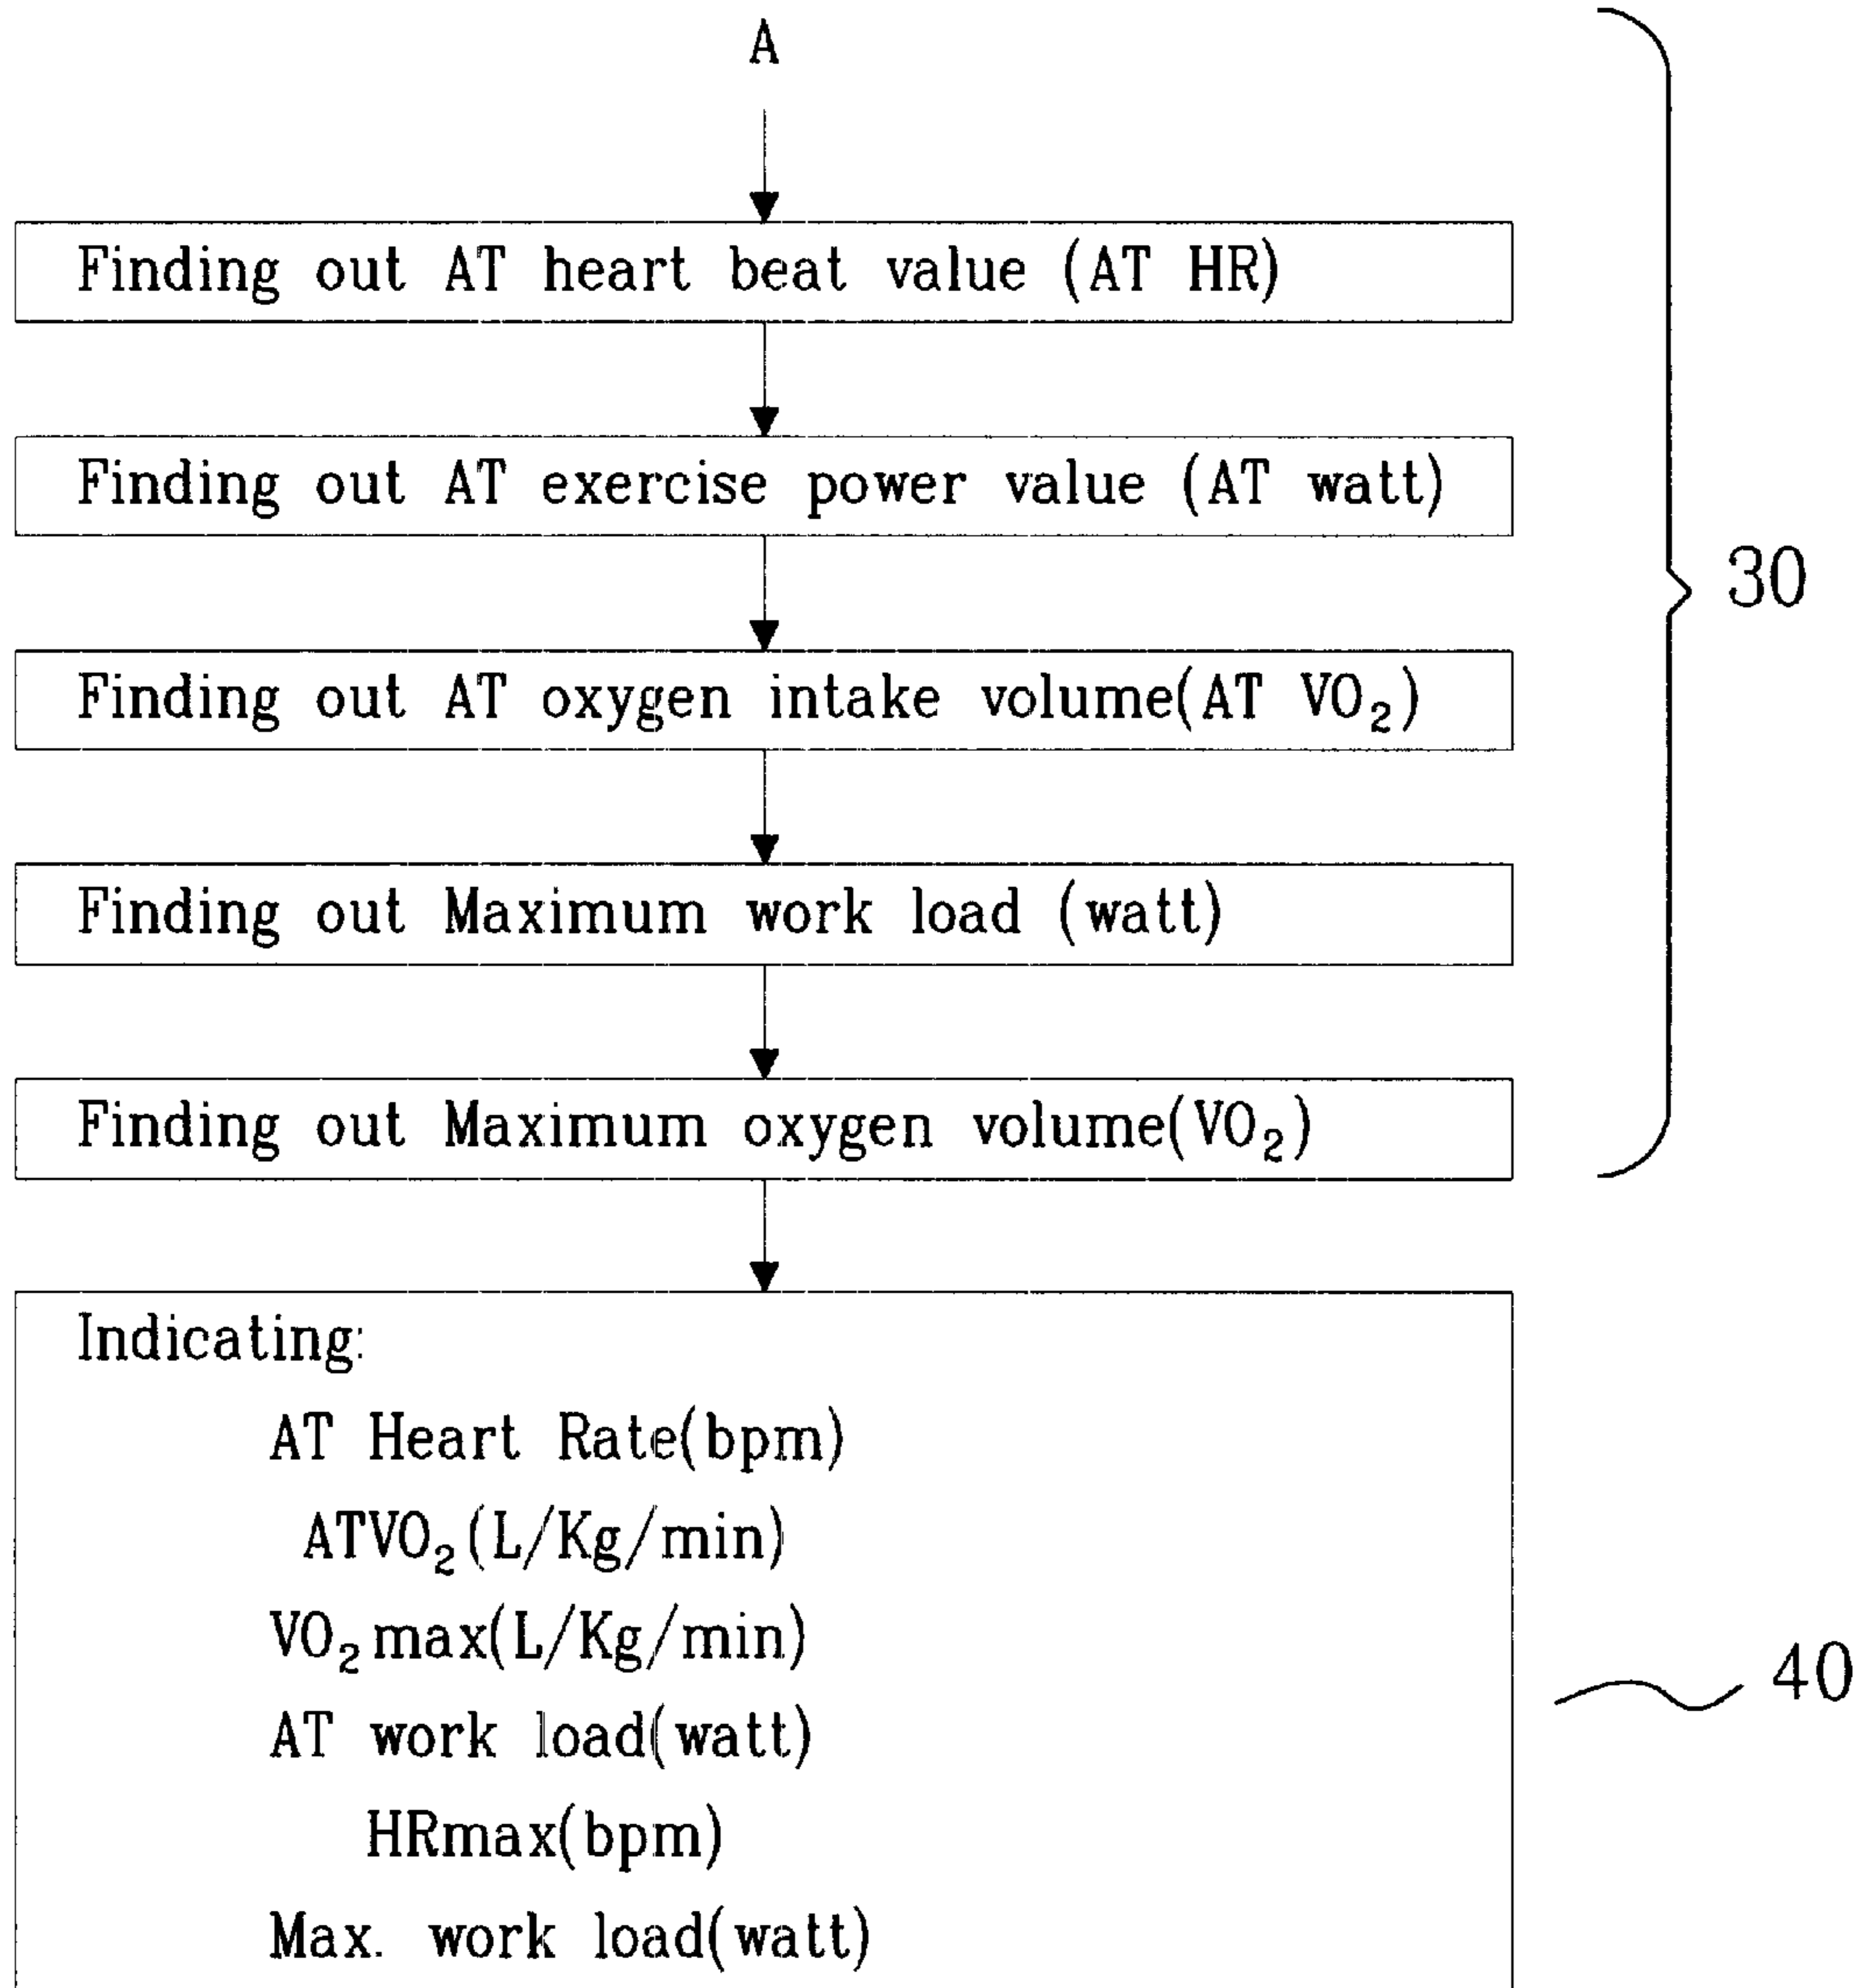 A
Finding out AT heart beat value (AT HR)
Finding out AT exercise power value (AT watt)
30
Finding out AT oxygen intake volume(AT VO₂)
Finding out Maximum work load (watt)
Finding out Maximum oxygen volume(VO₂)
Indicating:
AT Heart Rate(bpm)
ATVO₂(L/Kg/min)
VO₂max(L/Kg/min)
40
AT work load(watt)
HRmax(bpm)
Max. work load(watt)